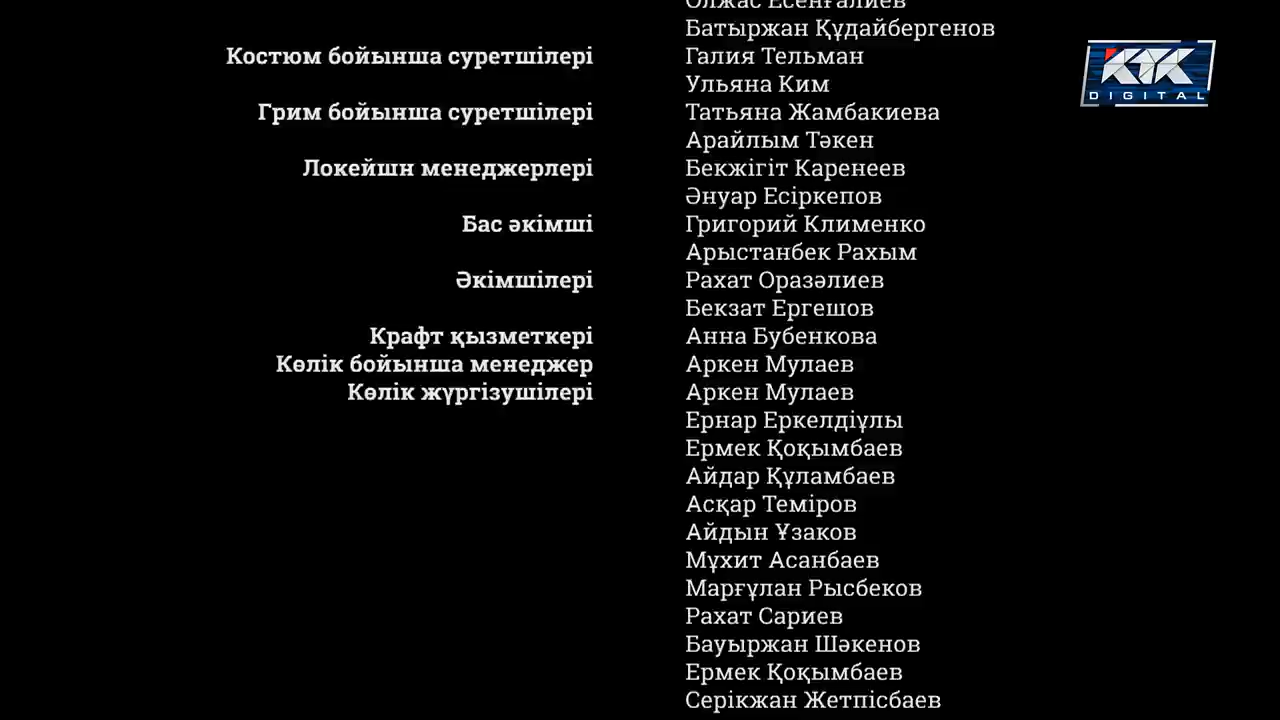 Олжас Есенғалиев
Батыржан Құдайбергенов
Костюм бойынша суретшілері Галия Тельман
Ульяна Ким
Грим бойынша суретшілері Татьяна Жамбакиева
Арайлым Тәкен
Локейшн менеджерлері Бекжігіт Каренеев
Әнуар Есіркепов
Бас әкімші Григорий Клименко
Арыстанбек Рахым
Әкімшілері Рахат Оразәлиев
Бекзат Ергешов
Крафт қызметкері Анна Бубенкова
Көлік бойынша менеджер Аркен Мулаев
Көлік жүргізушілері Аркен Мулаев
Ернар Еркелдіұлы
Ермек Қоқымбаев
Айдар Құламбаев
Асқар Теміров
Айдын Ұзаков
Мұхит Асанбаев
Марғұлан Рысбеков
Рахат Сариев
Бауыржан Шәкенов
Ермек Қоқымбаев
Серікжан Жетпісбаев
КТК
DIGITAL